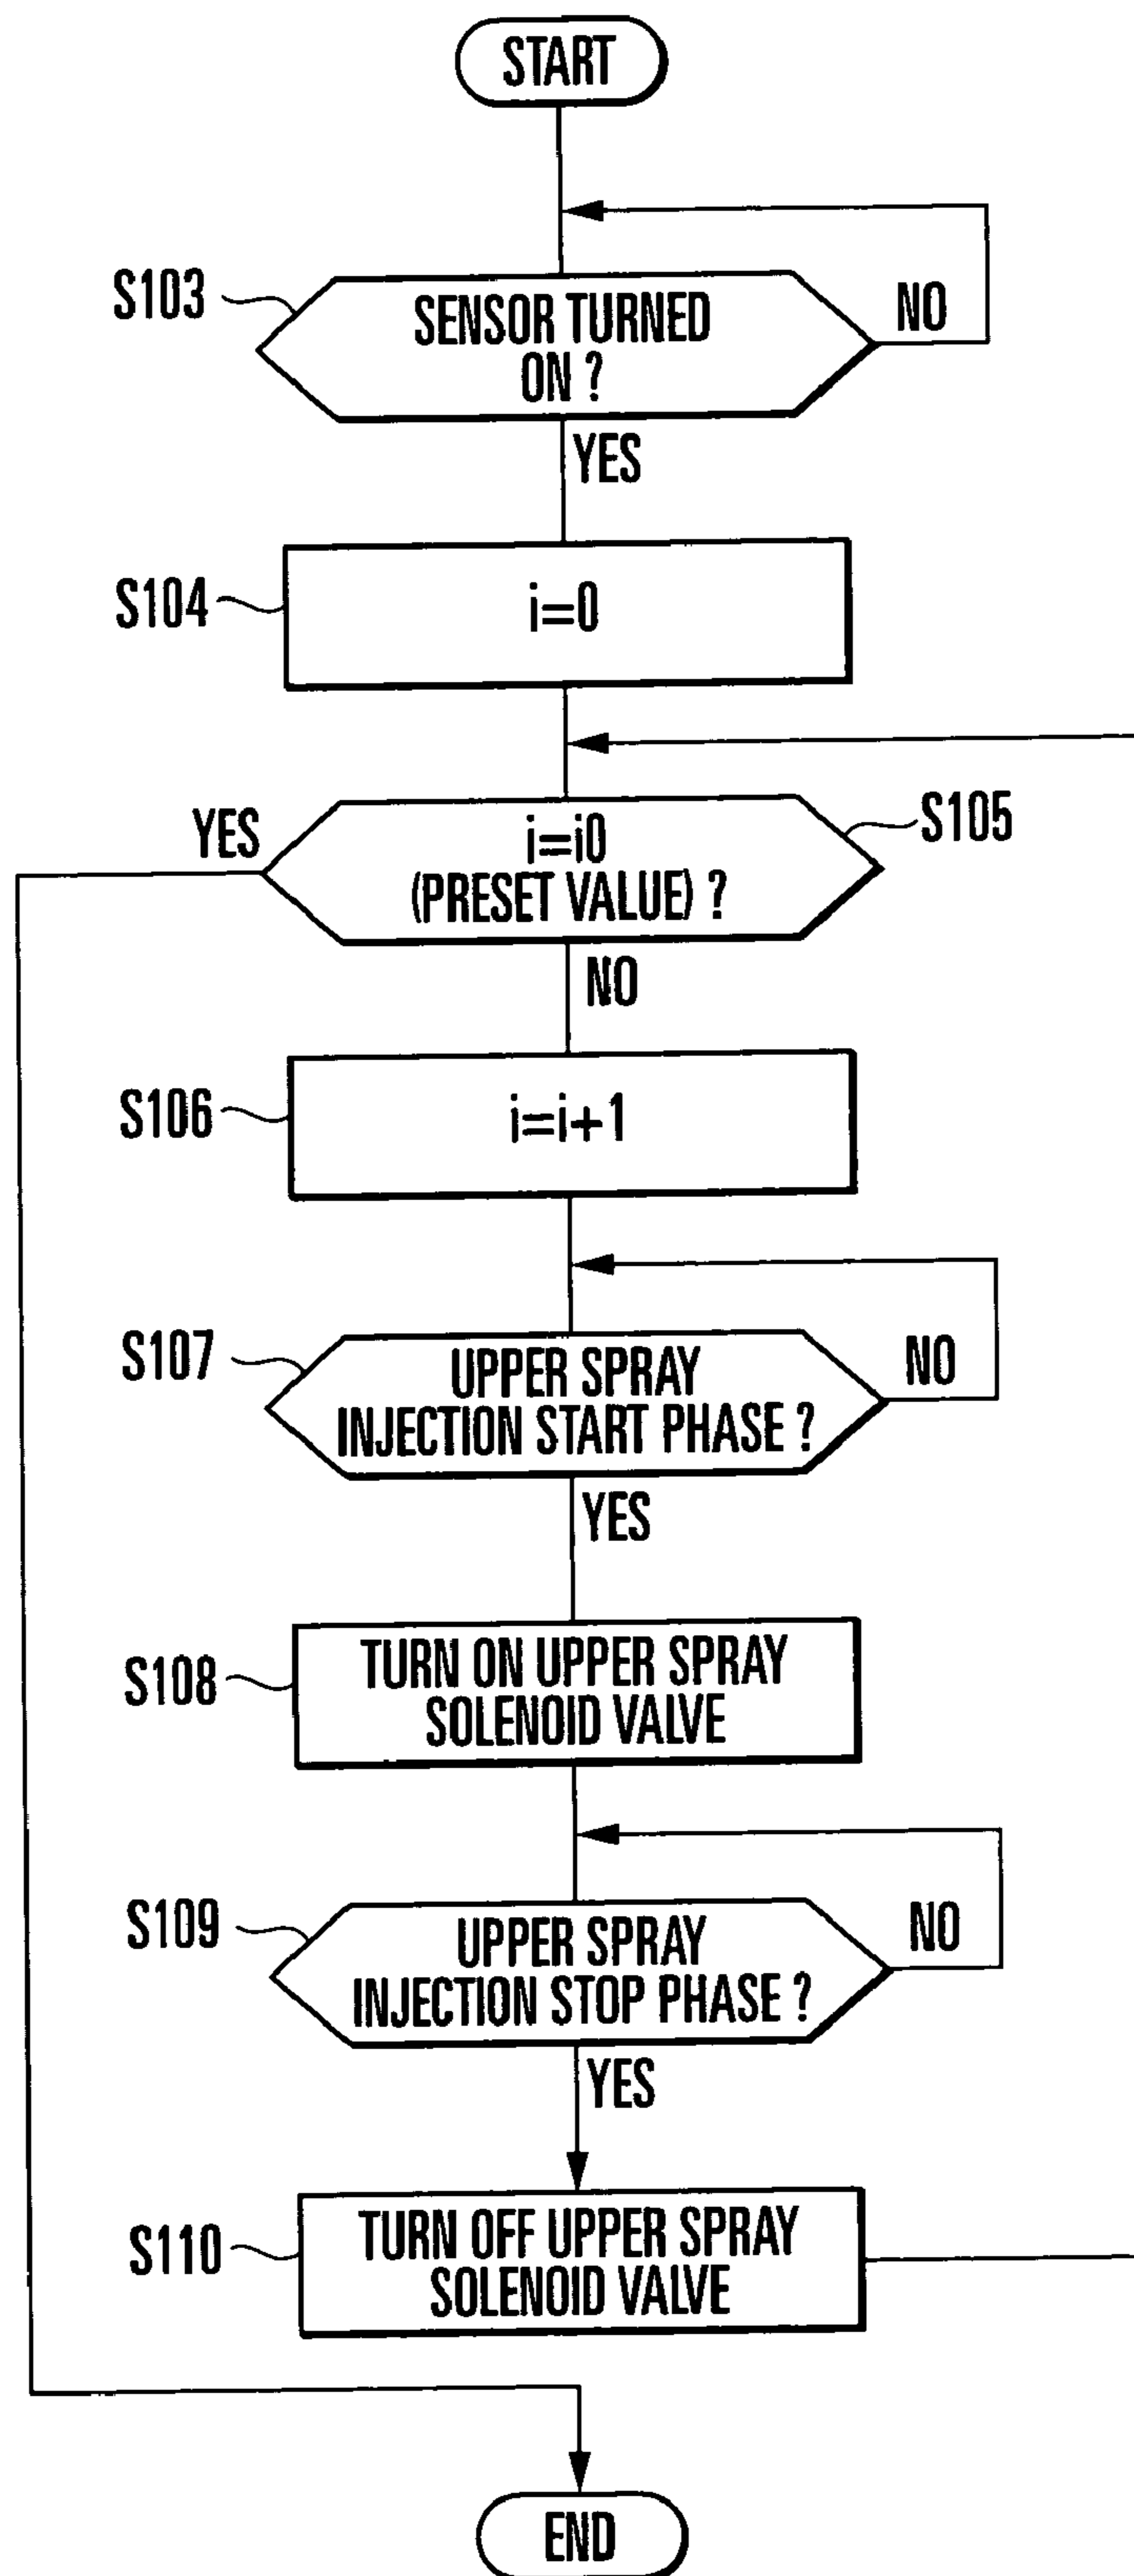 START
S103
SENSOR TURNED
ON ?
NO
YES
S104
i=0
YES
i=i0
(PRESET VALUE) ?
S105
NO
S106
i=i+1
S107
UPPER SPRAY
INJECTION START PHASE ?
NO
YES
S108
TURN ON UPPER SPRAY
SOLENOID VALVE
S109
UPPER SPRAY
INJECTION STOP PHASE ?
NO
YES
S110
TURN OFF UPPER SPRAY
SOLENOID VALVE
END